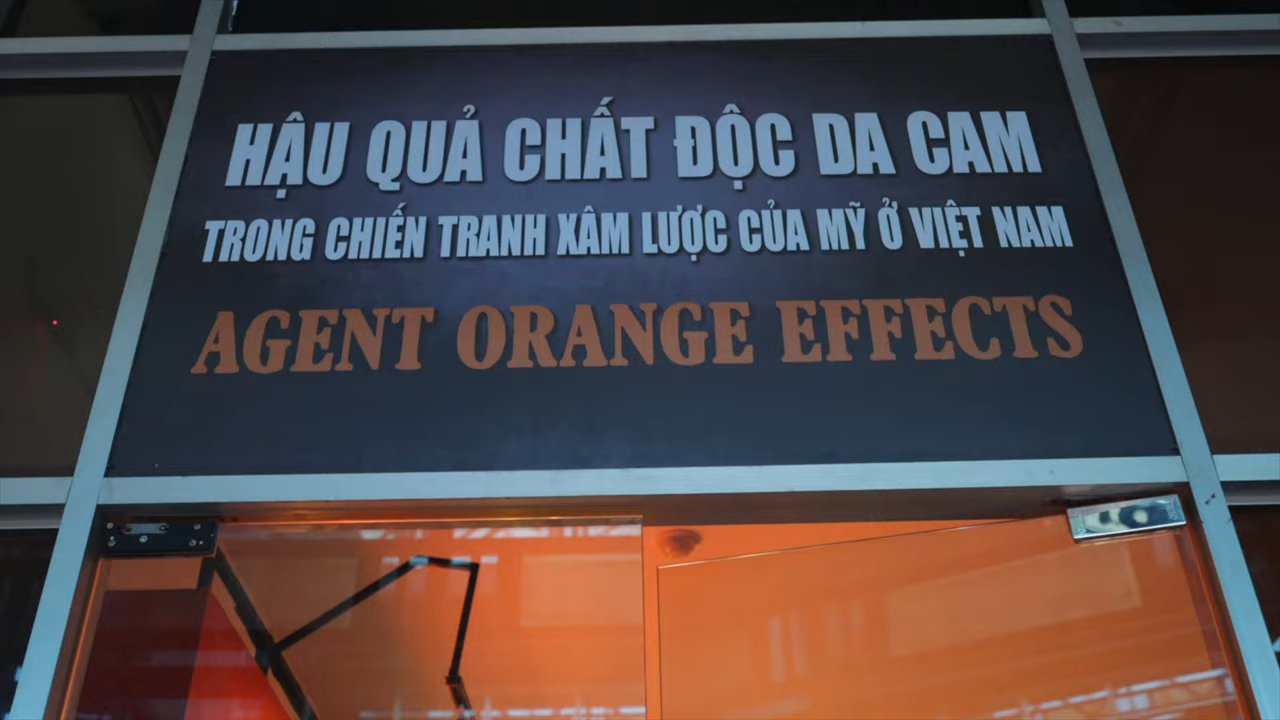 HẬU QUẢ CHẤT ĐỘC DA CAM
TRONG CHIẾN TRANH XÂM LƯỢC CỦA MỸ Ở VIỆT NAM
AGENT ORANGE EFFECTS